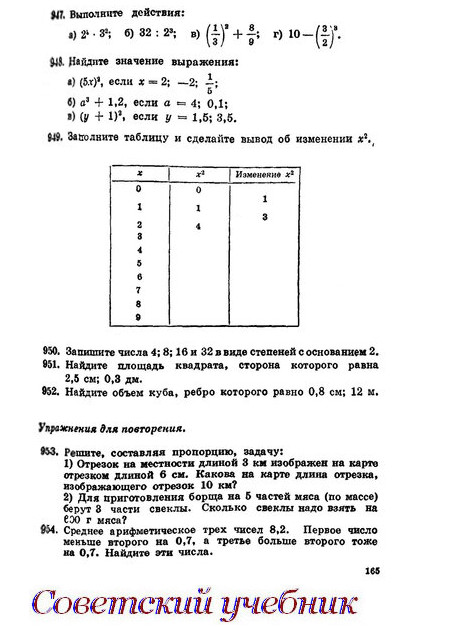 947. Выполните действия:
а) 2⁴ · 3²; б) 32 : 2³; в) (1/3)² + 8/9; г) 10 — (3/2)³.
948. Найдите значение выражения:
а) (5x)², если x = 2; —2; 1/5;
б) a³ + 1,2, если a = 4; 0,1;
в) (y + 1)², если y = 1,5; 3,5.
949. Заполните таблицу и сделайте вывод об изменении x².
x x² Изменение x²
0 0
1
1 1
3
2 4
3
4
5
6
7
8
9
950. Запишите числа 4; 8; 16 и 32 в виде степеней с основанием 2.
951. Найдите площадь квадрата, сторона которого равна
2,5 см; 0,3 дм.
952. Найдите объем куба, ребро которого равно 0,8 см; 12 м.
Упражнения для повторения.
953. Решите, составляя пропорцию, задачу:
1) Отрезок на местности длиной 3 км изображен на карте
отрезком длиной 6 см. Какова на карте длина отрезка,
изображающего отрезок 10 км?
2) Для приготовления борща на 5 частей мяса (по массе)
берут 3 части свеклы. Сколько свеклы надо взять на
г мяса?
954. Среднее арифметическое трех чисел 8,2. Первое число
меньше второго на 0,7, а третье больше второго тоже
на 0,7. Найдите эти числа.
165
Советский учебник